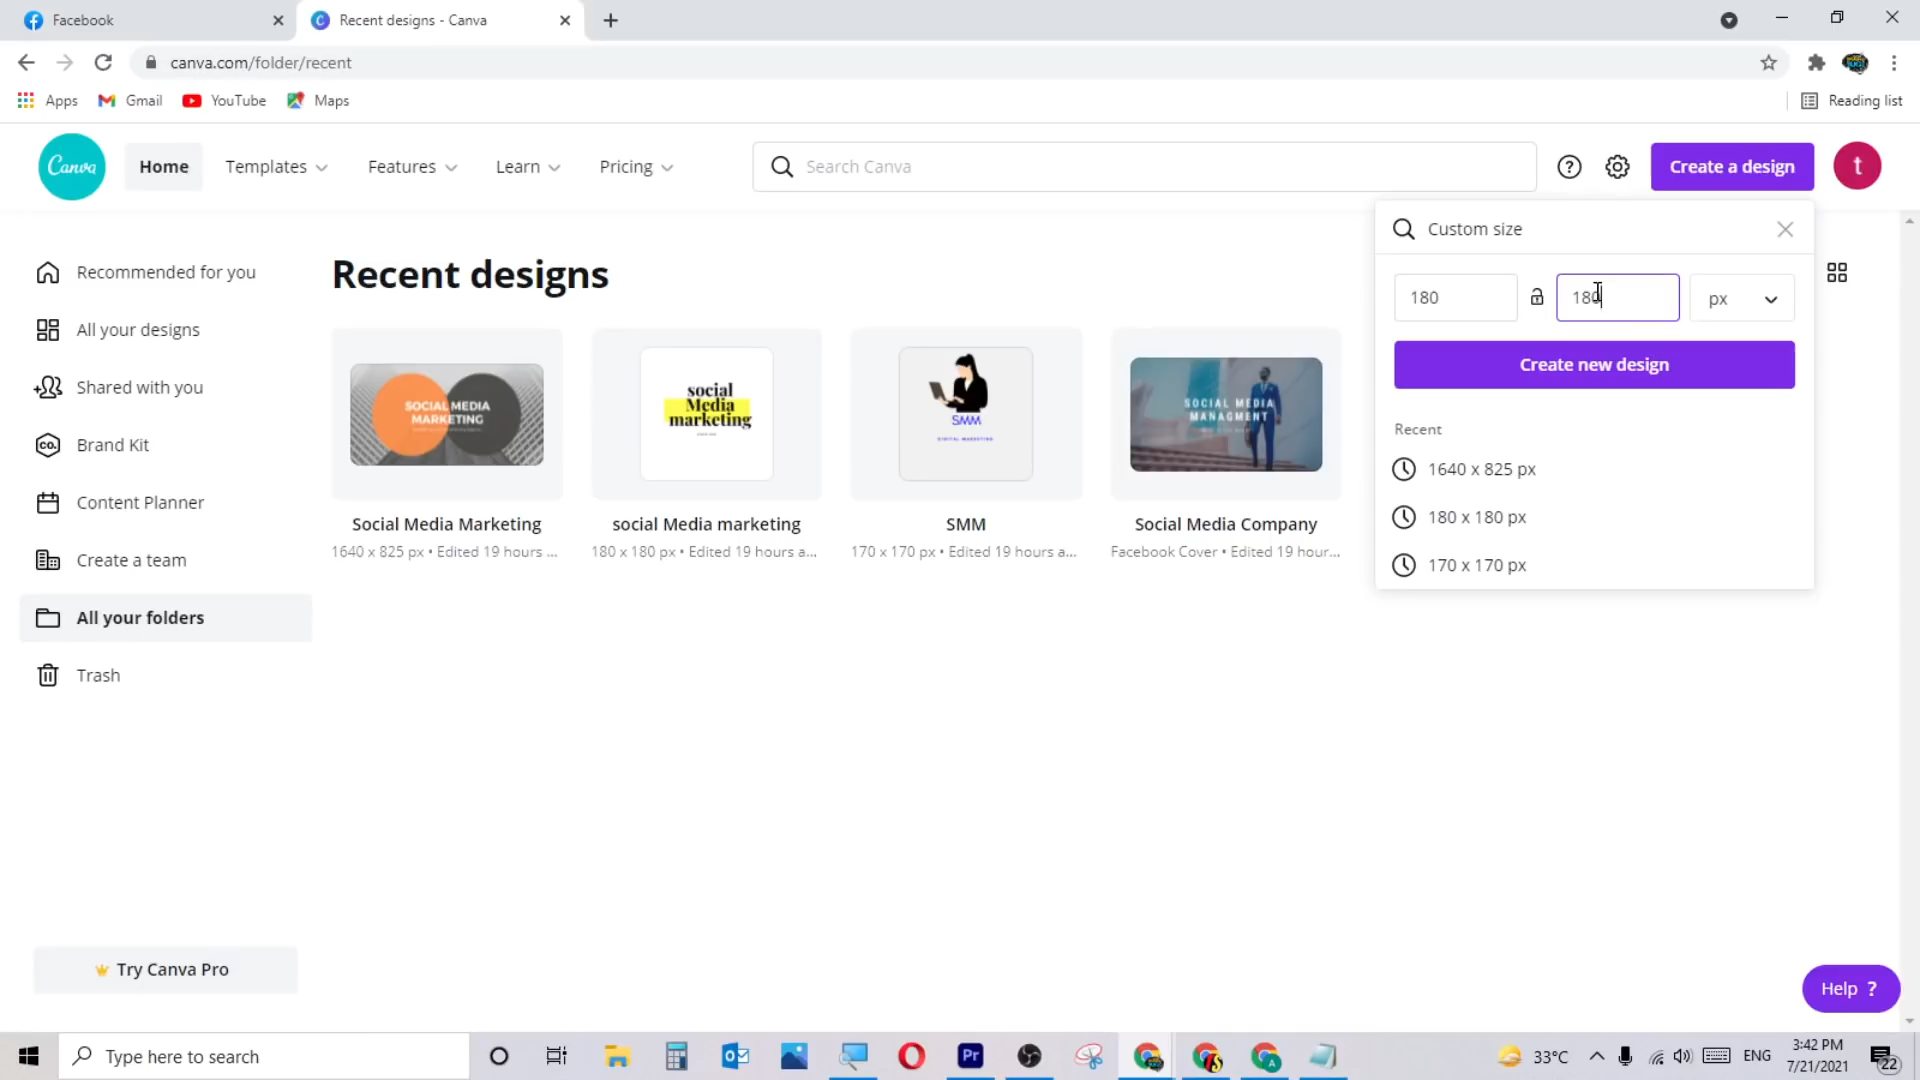 Facebook
Recent designs - Canva
canva.com/folder/recent
Apps Gmail YouTube Maps Reading list
Canva Home Templates Features Learn Pricing Search Canva Create a design t
Custom size
180 180 px
Create new design
Recent
1640 x 825 px
180 x 180 px
170 x 170 px
Recommended for you
All your designs
Shared with you
Brand Kit
Content Planner
Create a team
All your folders
Trash
Try Canva Pro
Recent designs
SOCIAL MEDIA
MARKETING
Social Media Marketing
1640 x 825 px • Edited 19 hours ...
social
Media
marketing
social Media marketing
180 x 180 px • Edited 19 hours a...
SMM
DIGITAL-MARKETING
SMM
170 x 170 px • Edited 19 hours a...
SOCIAL MEDIA
MANAGMENT
Social Media Company
Facebook Cover • Edited 19 hour...
Help ?
Type here to search
Pr
33°C
ENG
3:42 PM
7/21/2021
22